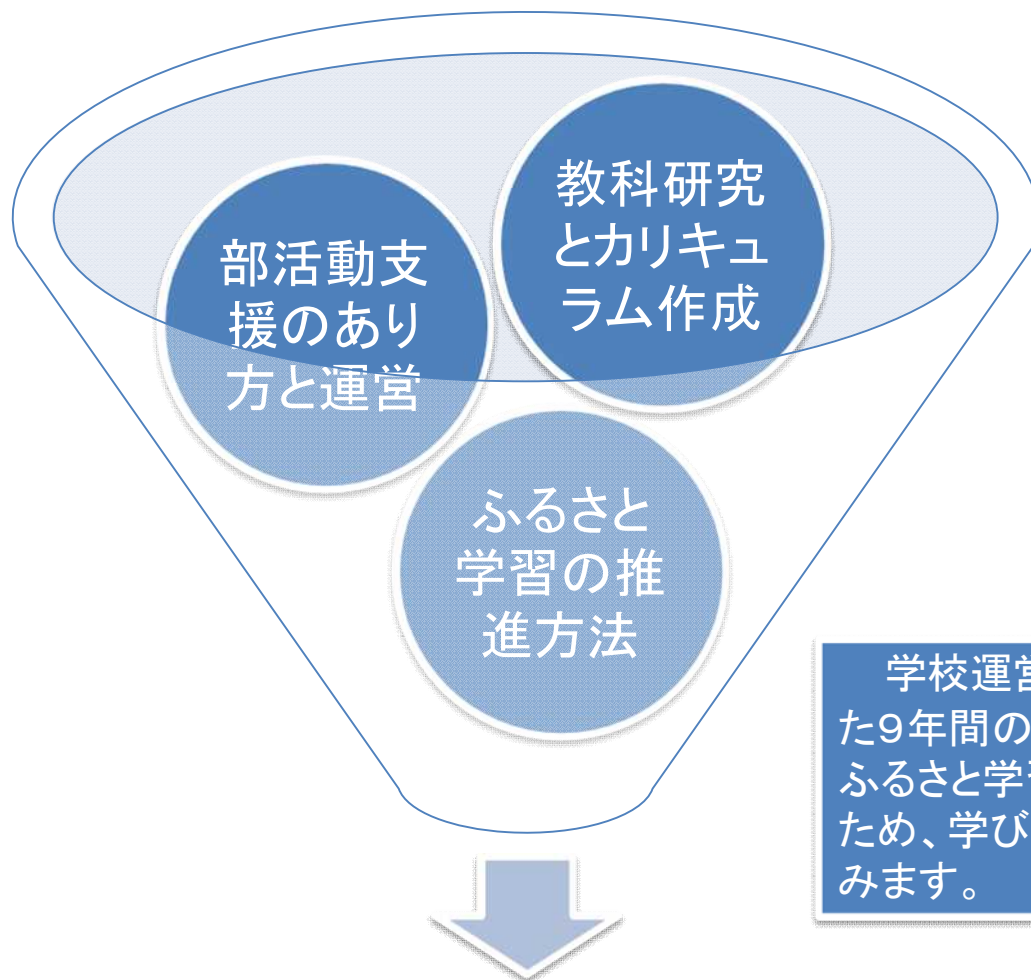 教科研究
とカリキュ
ラム作成
部活動支
援のあり
方と運営
ふるさと
学習の推
進方法
学校運営
た9年間の
ふるさと学習
ため、学び
みます。